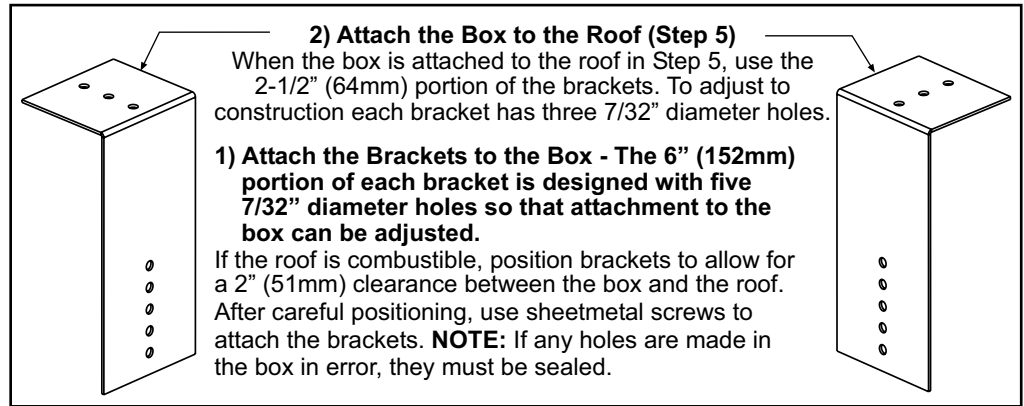 2) Attach the Box to the Roof (Step 5)
When the box is attached to the roof in Step 5, use the
2-1/2” (64mm) portion of the brackets. To adjust to
construction each bracket has three 7/32” diameter holes.
1) Attach the Brackets to the Box - The 6” (152mm)
portion of each bracket is designed with five
7/32” diameter holes so that attachment to the
box can be adjusted.
If the roof is combustible, position brackets to allow for
a 2” (51mm) clearance between the box and the roof.
After careful positioning, use sheetmetal screws to
attach the brackets. NOTE: If any holes are made in
the box in error, they must be sealed.